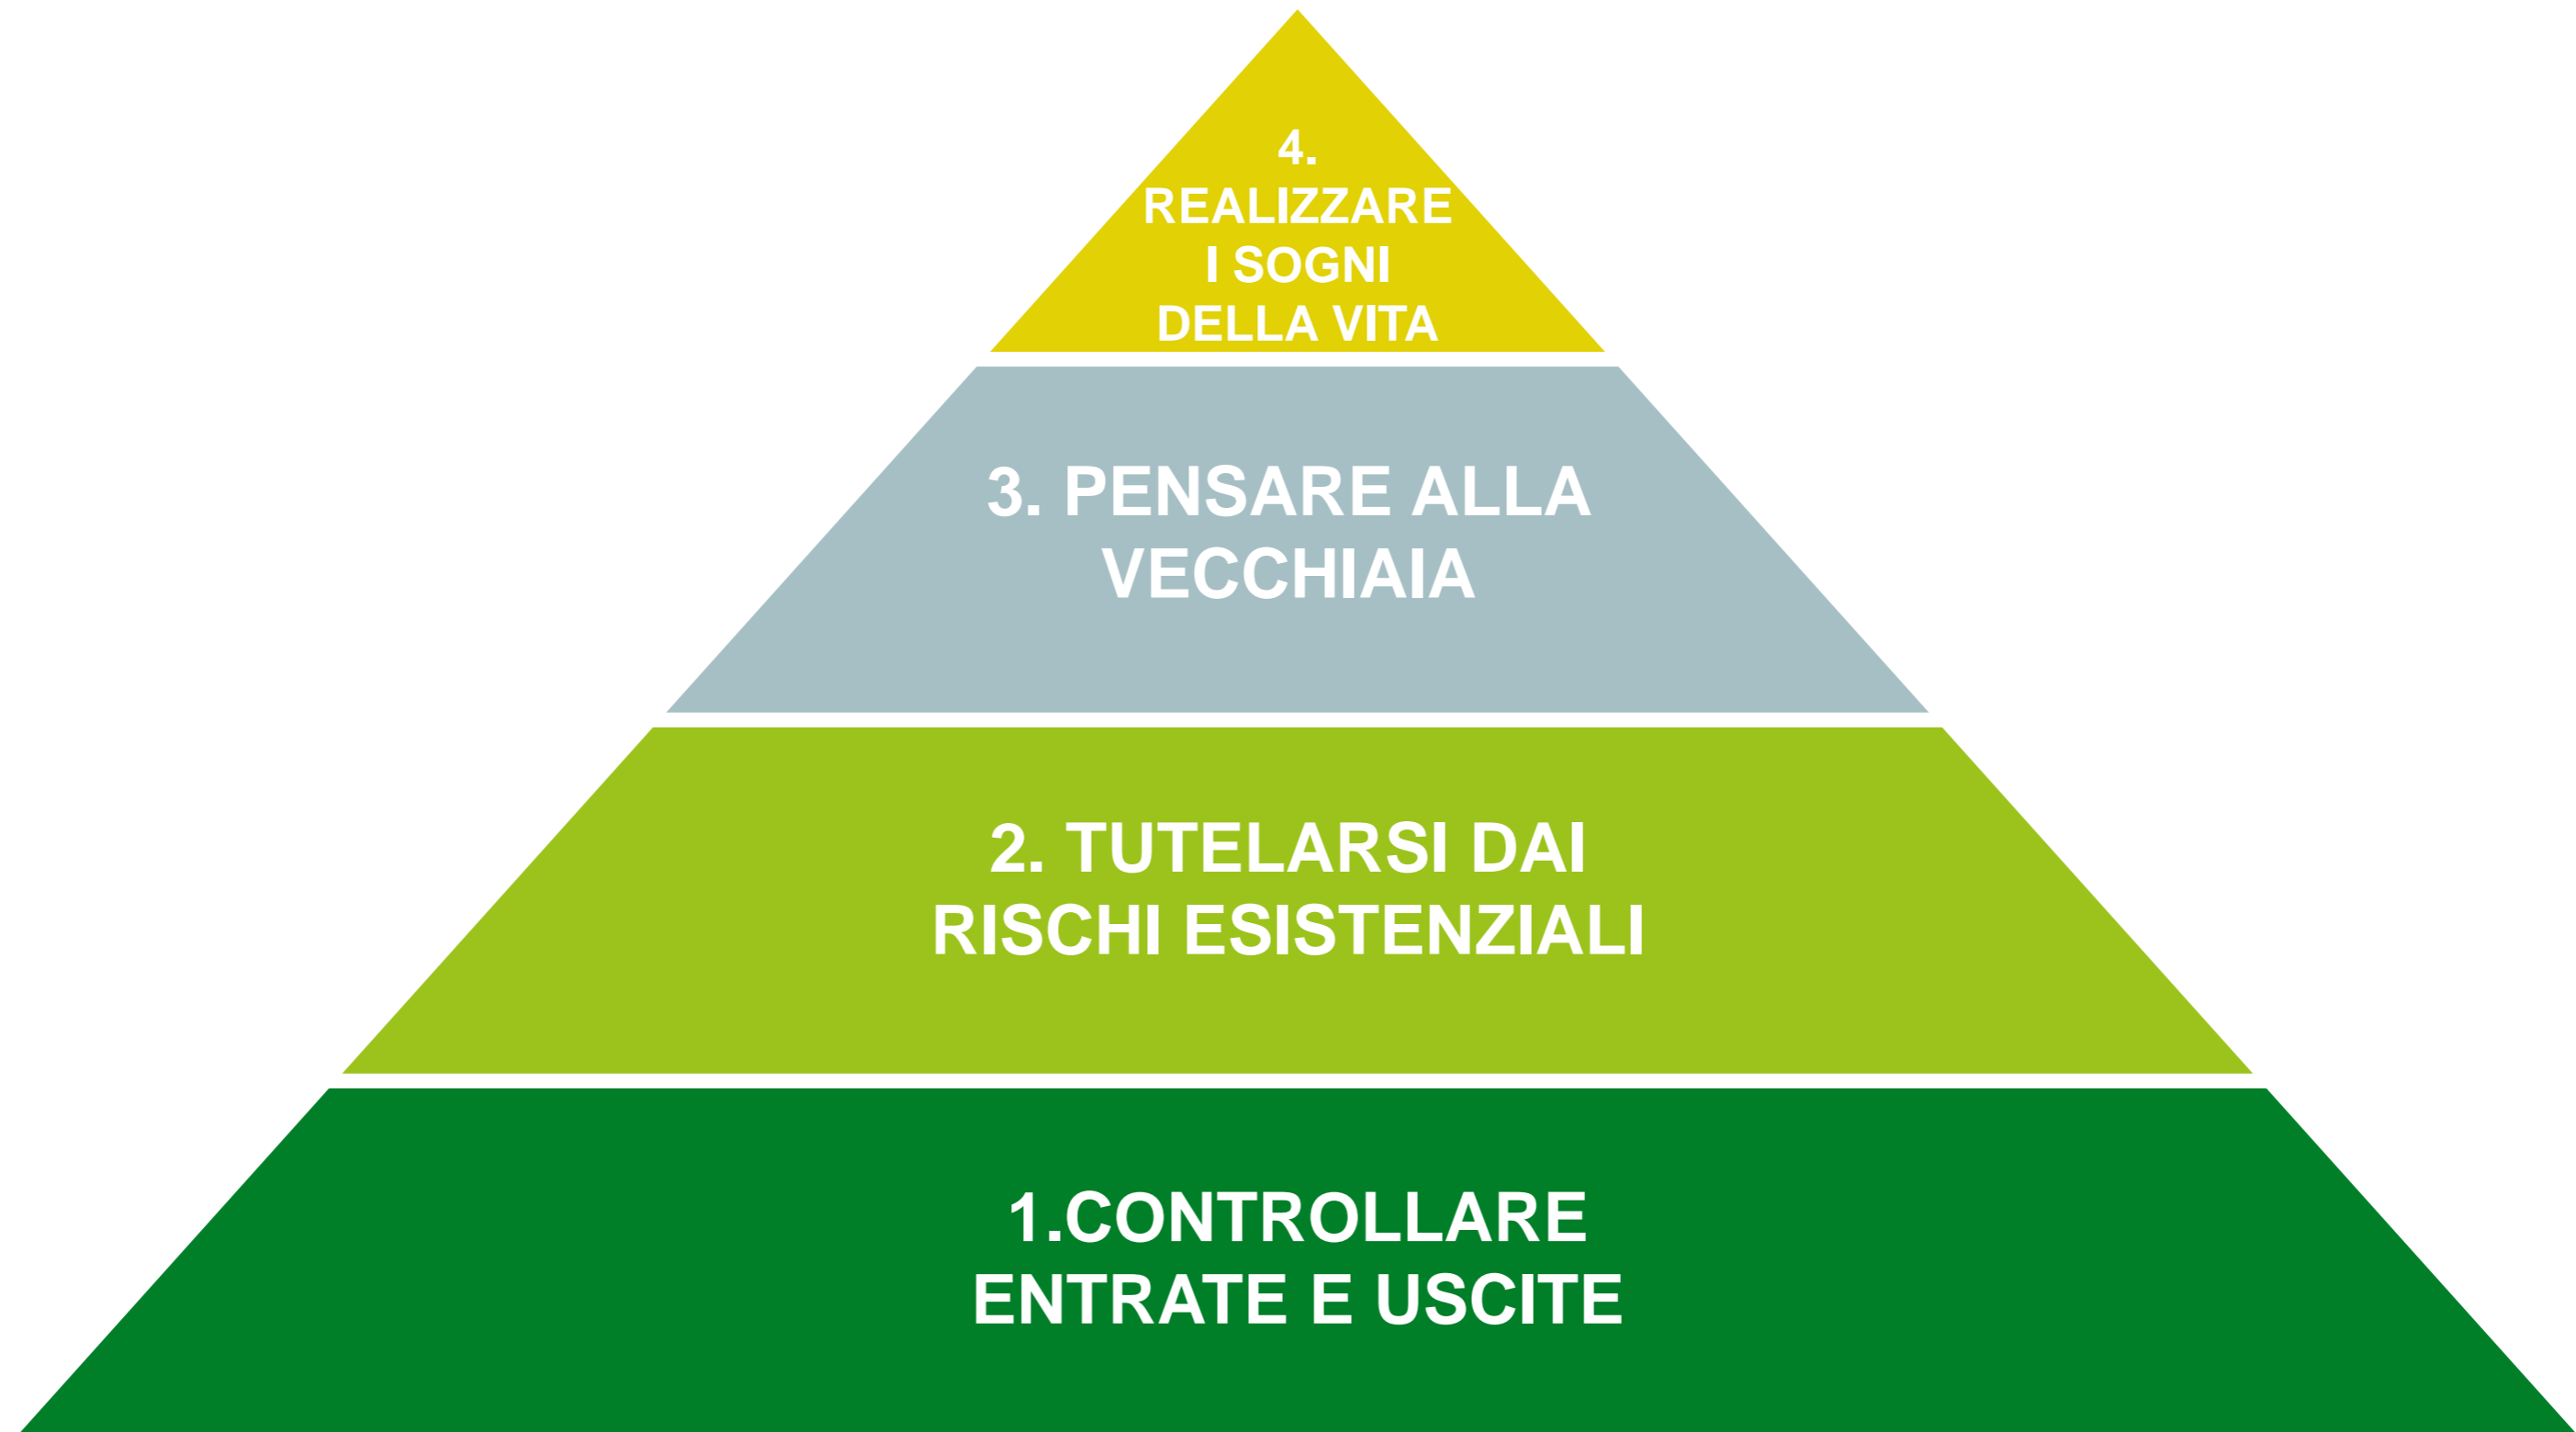 4.
REALIZZARE
I SOGNI
DELLA VITA
3. PENSARE ALLA
VECCHIAIA
2. TUTELARSI DAI
RISCHI ESISTENZIALI
1.CONTROLLARE
ENTRATE E USCITE